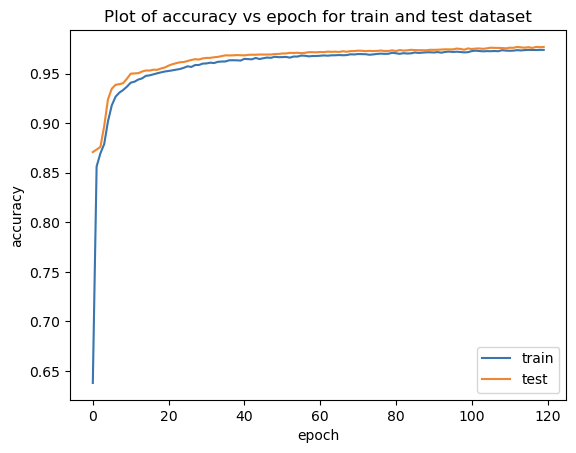 Plot of accuracy vs epoch for train and test dataset
accuracy
0.95
0.90
0.85
0.80
0.75
0.70
0.65
train
test
0 20 40 60 80 100 120
epoch